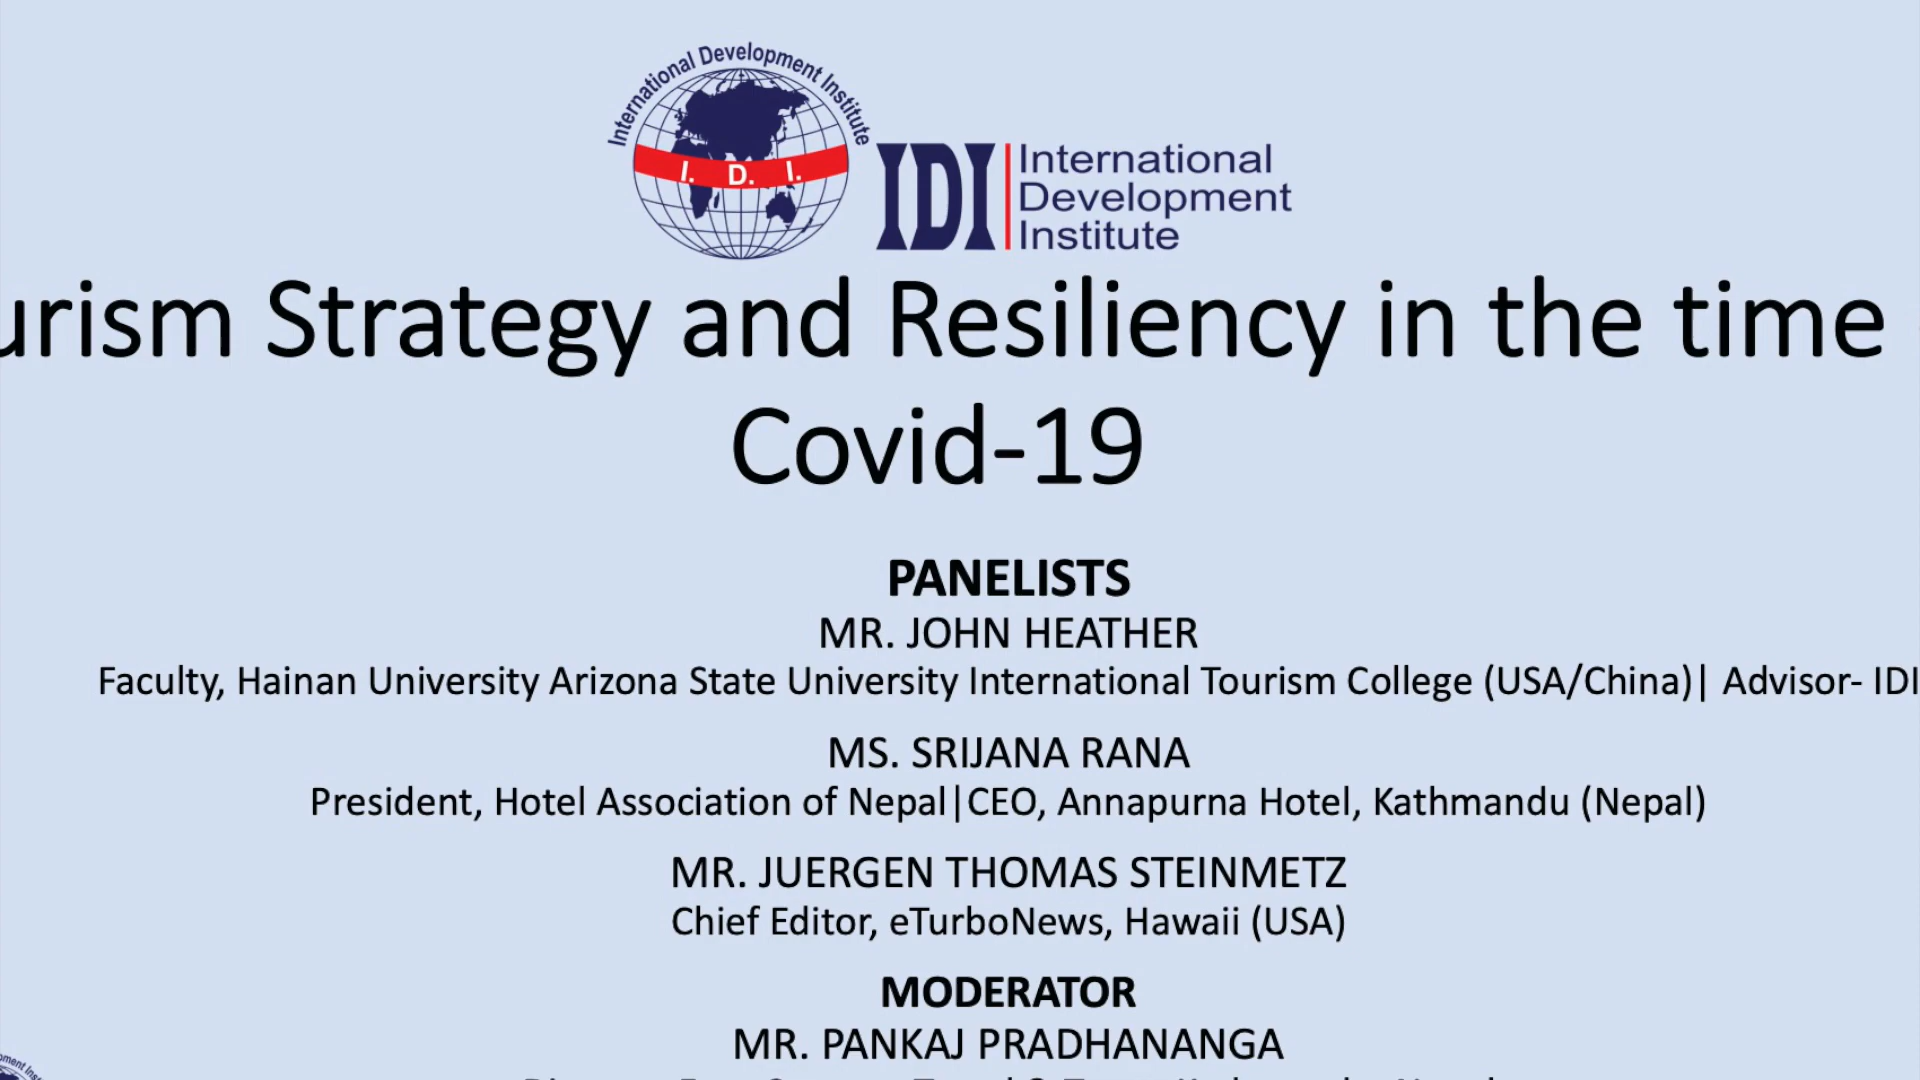 International Development Institute
I. D. I.
IDI
International
Development
Institute
urism Strategy and Resiliency in the time
Covid-19
PANELISTS
MR. JOHN HEATHER
Faculty, Hainan University Arizona State University International Tourism College (USA/China)| Advisor- IDI
MS. SRIJANA RANA
President, Hotel Association of Nepal|CEO, Annapurna Hotel, Kathmandu (Nepal)
MR. JUERGEN THOMAS STEINMETZ
Chief Editor, eTurboNews, Hawaii (USA)
MODERATOR
MR. PANKAJ PRADHANANGA